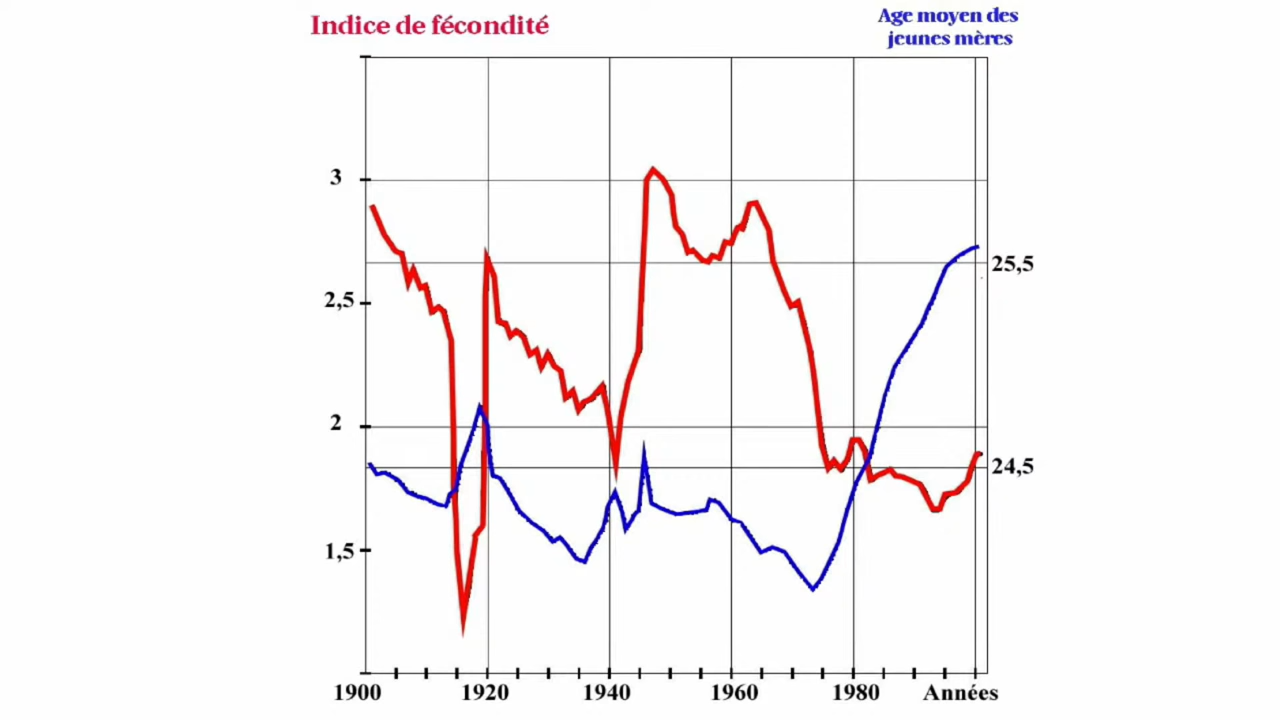 Indice de fécondité
Age moyen des
jeunes mères
3
2,5
2
1,5
25,5
24,5
1900 1920 1940 1960 1980 Années